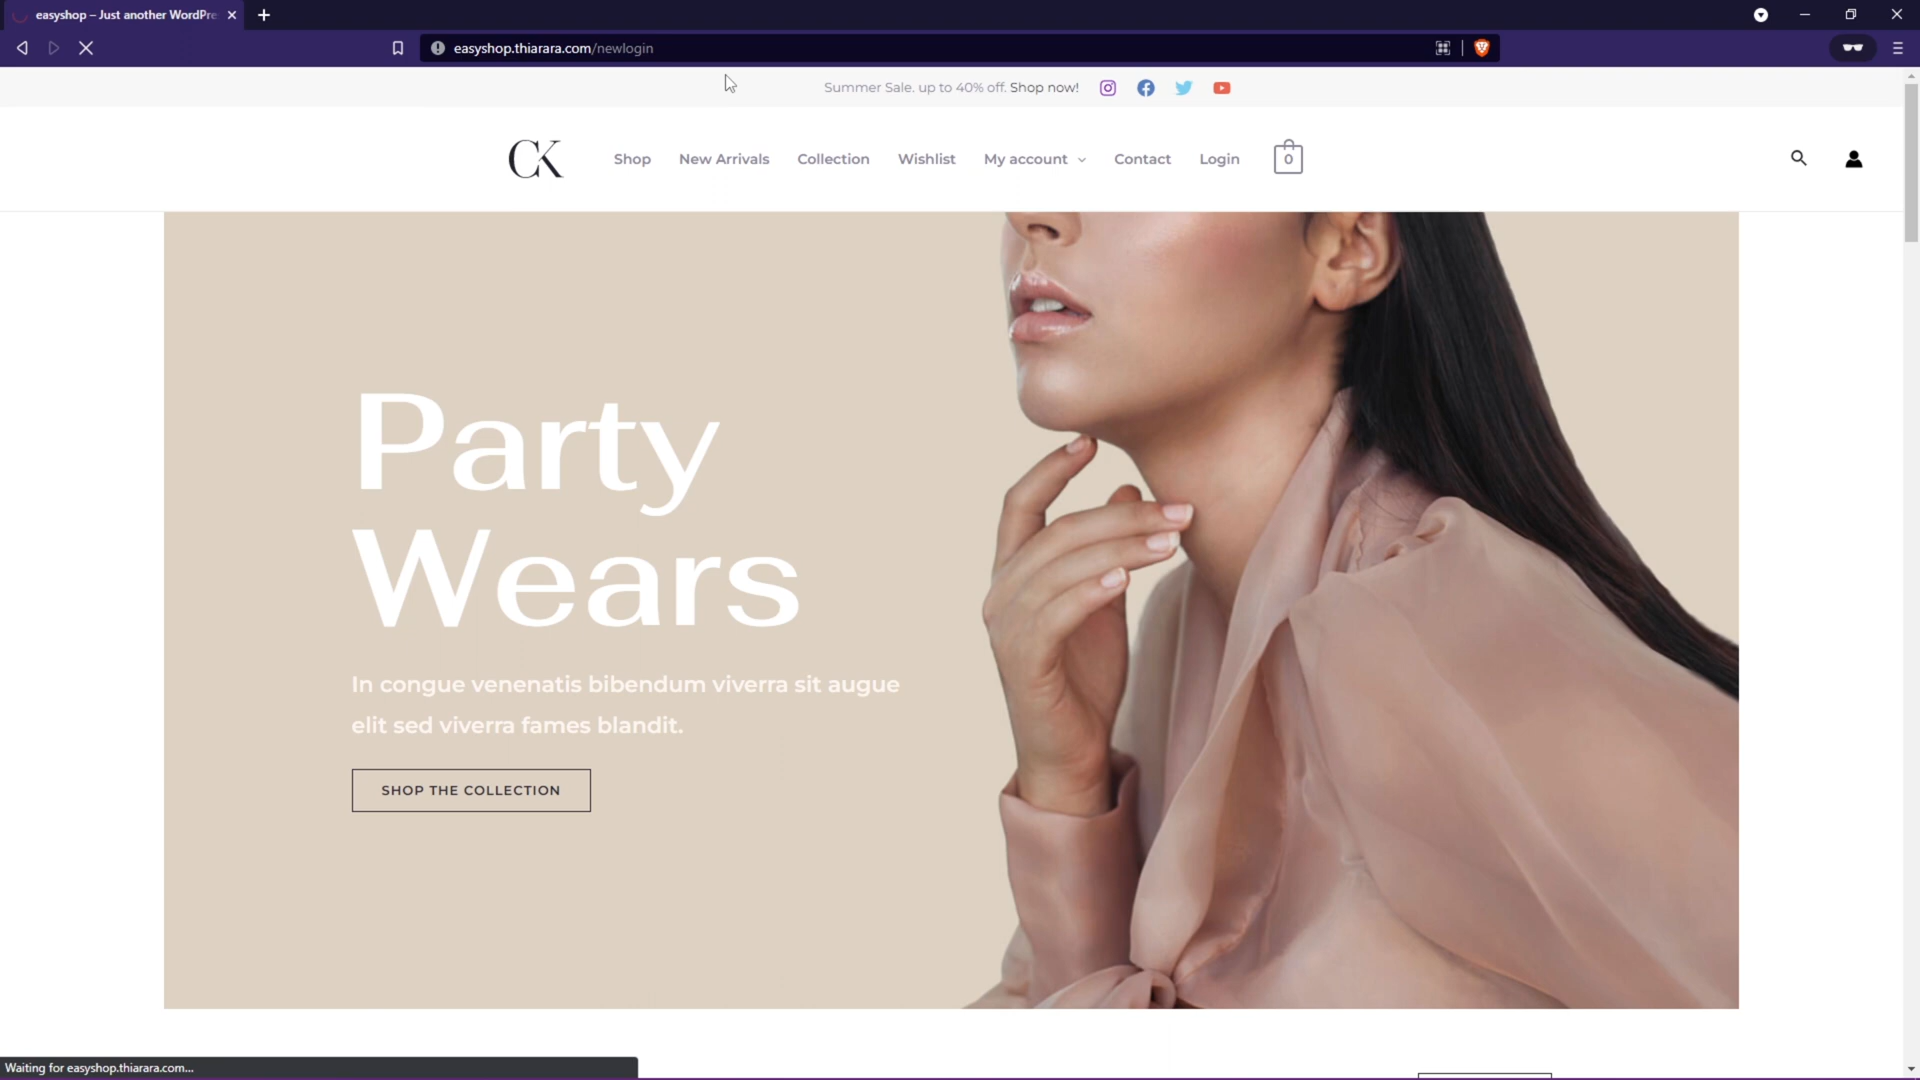 easyshop – Just another WordPre
easyshop.thiarara.com/newlogin
Summer Sale. up to 40% off. Shop now!
CK
Shop
New Arrivals
Collection
Wishlist
My account
Contact
Login
0
Party
Wears
In congue venenatis bibendum viverra sit augue
elit sed viverra fames blandit.
SHOP THE COLLECTION
Waiting for easyshop.thiarara.com...